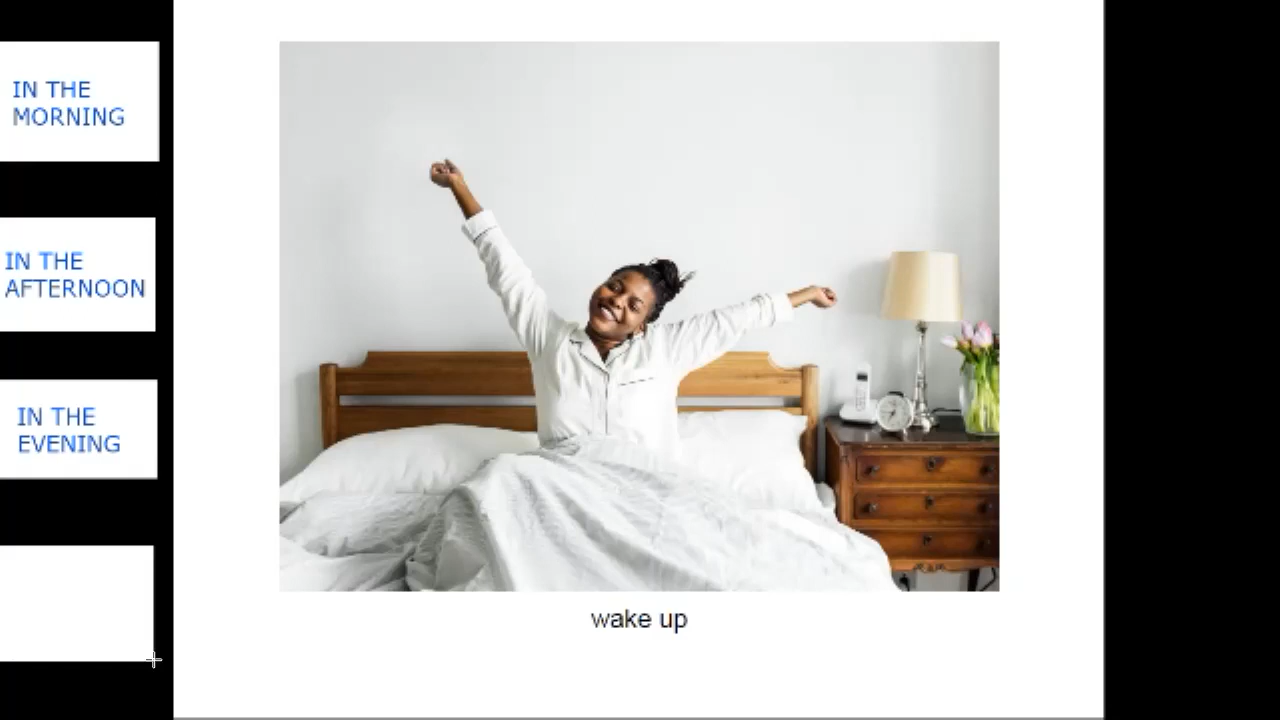 IN THE
MORNING
IN THE
AFTERNOON
IN THE
EVENING
wake up